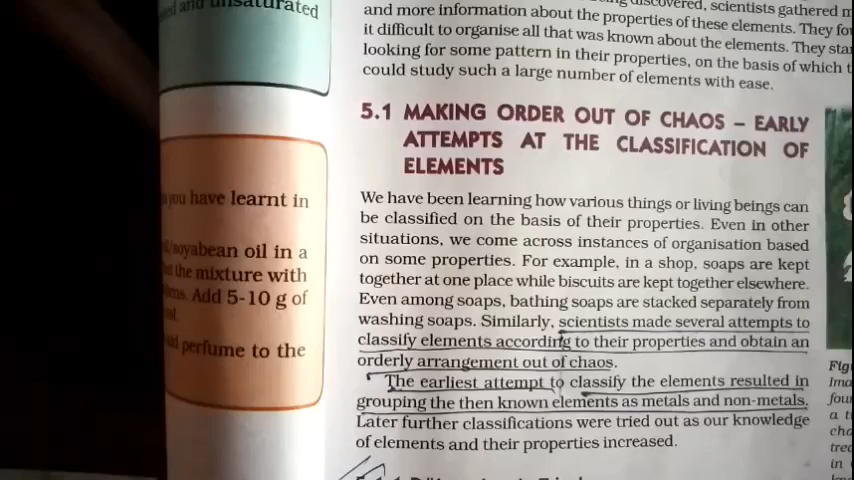 and unsaturated
you have learnt in
soyabean oil in a
the mixture with
Add 5-10 g of
perfume to the
discovered, scientists gathered
and more information about the properties of these elements. They
it difficult to organise all that was known about the elements. They
looking for some pattern in their properties, on the basis of which
could study such a large number of elements with ease.
5.1 MAKING ORDER OUT OF CHAOS – EARLY
ATTEMPTS AT THE CLASSIFICATION OF
ELEMENTS
We have been learning how various things or living beings can
be classified on the basis of their properties. Even in other
situations, we come across instances of organisation based
on some properties. For example, in a shop, soaps are kept
together at one place while biscuits are kept together elsewhere.
Even among soaps, bathing soaps are stacked separately from
washing soaps. Similarly, scientists made several attempts to
classify elements according to their properties and obtain an
orderly arrangement out of chaos.
The earliest attempt to classify the elements resulted in
grouping the then known elements as metals and non-metals.
Later further classifications were tried out as our knowledge
of elements and their properties increased.